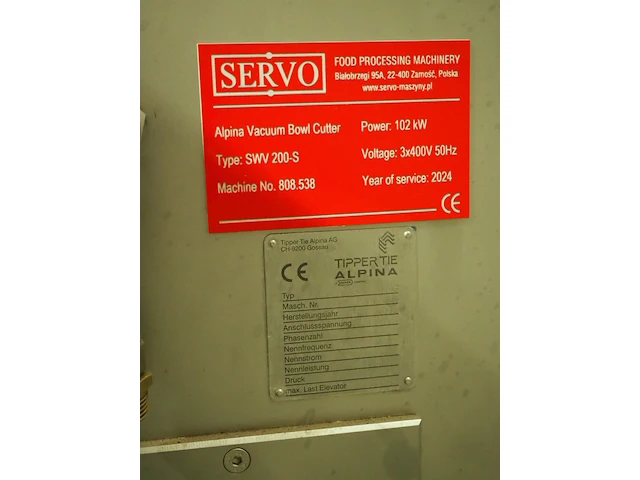 SERVO
FOOD PROCESSING MACHINERY
Białobrzegi 95A, 22-400 Zamość, Polska
www.servo-maszyny.pl
Alpina Vacuum Bowl Cutter
Power: 102 kW
Type: SWV 200-S
Voltage: 3x400V 50Hz
Machine No. 808.538
Year of service: 2024
CE
Tipper Tie Alpina AG
CH-9200 Gossau
CE
TIPPER TIE
ALPINA
Typ
Masch. Nr.
Herstellungsjahr
Anschlussspannung
Phasenzahl
Nennfrequenz
Nennstrom
Nennleistung
Druck
max. Last Elevator